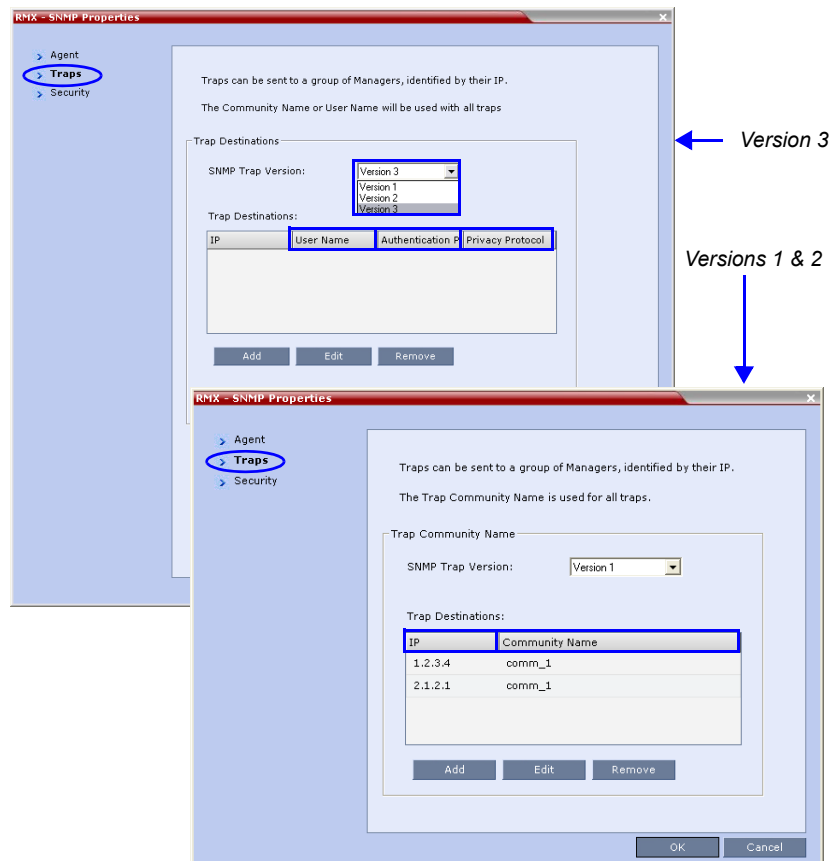 RMX - SNMP Properties
Agent
Traps
Security
Traps can be sent to a group of Managers, identified by their IP.
The Community Name or User Name will be used with all traps
Trap Destinations
SNMP Trap Version:
Version 3
Version 1
Version 2
Version 3
Trap Destinations:
IP User Name Authentication P Privacy Protocol
Add Edit Remove
Version 3
Versions 1 & 2
RMX - SNMP Properties
Agent
Traps
Security
Traps can be sent to a group of Managers, identified by their IP.
The Trap Community Name is used for all traps.
Trap Community Name
SNMP Trap Version: Version 1
Trap Destinations:
IP Community Name
1.2.3.4 comm_1
2.1.2.1 comm_1
Add Edit Remove
OK Cancel